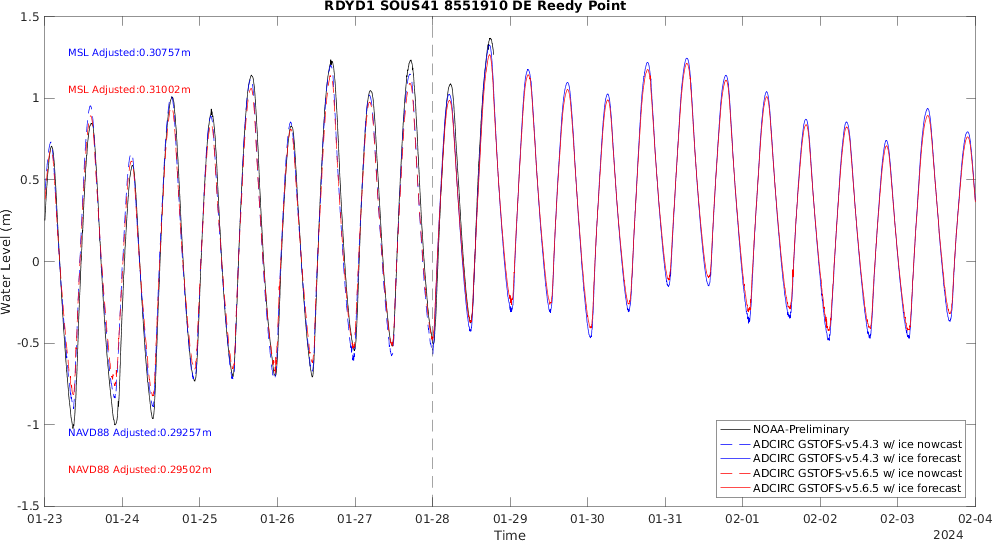 RDYD1 SOUS41 8551910 DE Reedy Point
1.5
MSL Adjusted:0.30757m
MSL Adjusted:0.31002m
1
0.5
0
-0.5
-1
-1.5
Water Level (m)
NAVD88 Adjusted:0.29257m
NAVD88 Adjusted:0.29502m
NOAA-Preliminary
ADCIRC GSTOFS-v5.4.3 w/ ice nowcast
ADCIRC GSTOFS-v5.4.3 w/ ice forecast
ADCIRC GSTOFS-v5.6.5 w/ ice nowcast
ADCIRC GSTOFS-v5.6.5 w/ ice forecast
01-23 01-24 01-25 01-26 01-27 01-28 01-29 01-30 01-31 02-01 02-02 02-03 02-04
Time
2024